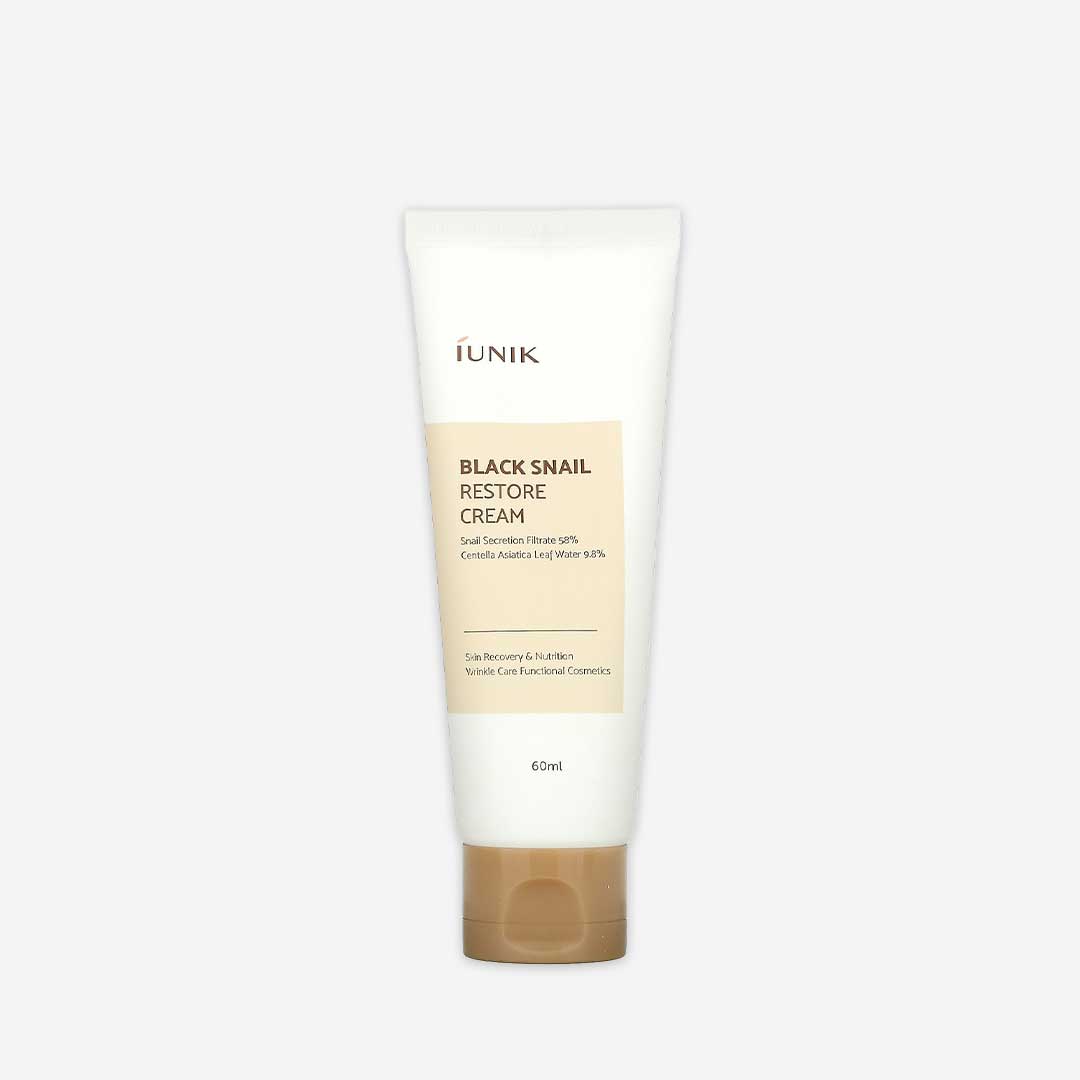 íUNIK
BLACK SNAIL
RESTORE
CREAM
Snail Secretion Filtrate 58%
Centella Asiatica Leaf Water 9.8%
Skin Recovery & Nutrition
Wrinkle Care Functional Cosmetics
60ml